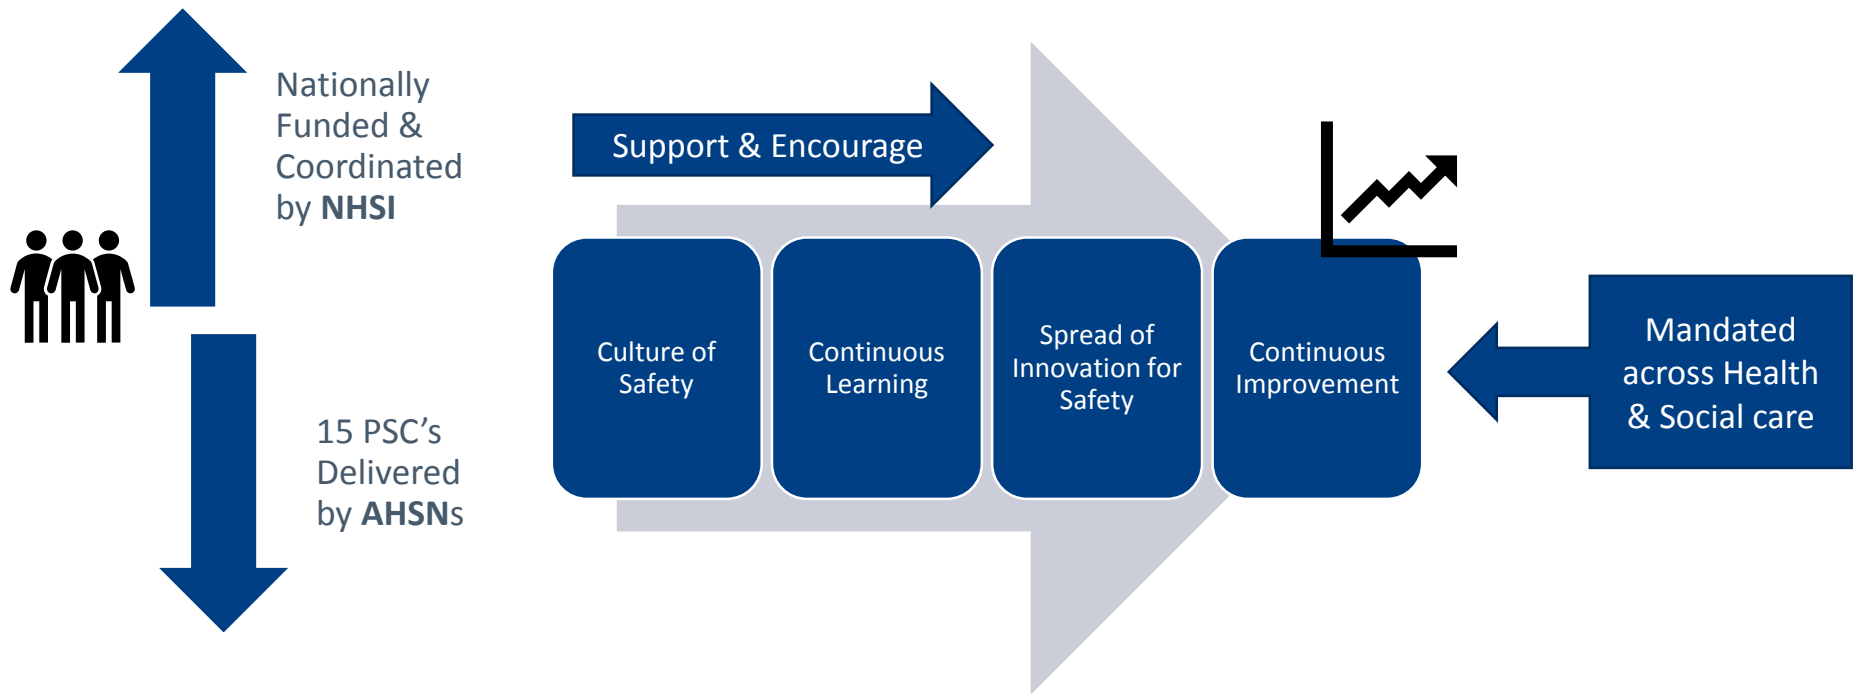 Nationally
Funded &
Coordinated
by NHSI
15 PSC’s
Delivered
by AHSNs
Support & Encourage
Culture of
Safety
Continuous
Learning
Spread of
Innovation for
Safety
Continuous
Improvement
Mandated
across Health
& Social care